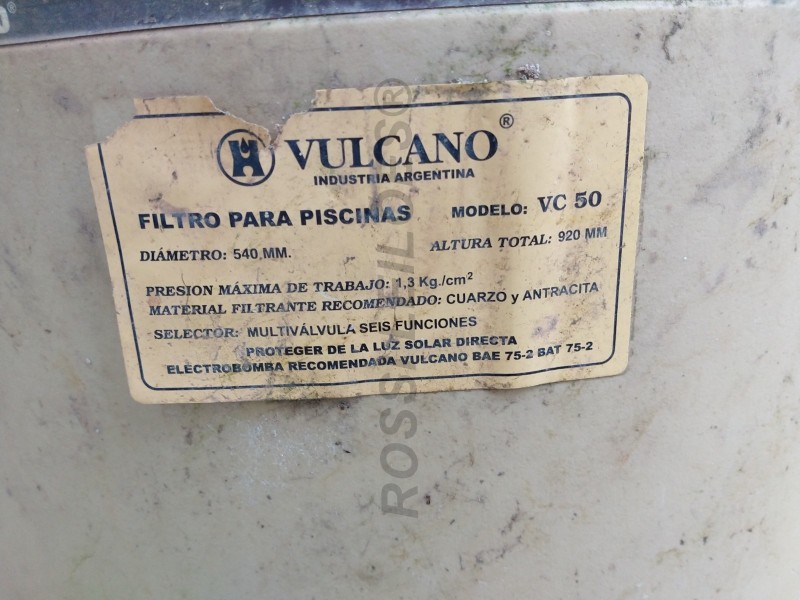 VULCANO®
INDUSTRIA ARGENTINA
FILTRO PARA PISCINAS MODELO: VC 50
DIÁMETRO: 540 MM. ALTURA TOTAL: 920 MM
PRESION MÁXIMA DE TRABAJO: 1,3 Kg./cm²
MATERIAL FILTRANTE RECOMENDADO: CUARZO y ANTRACITA
SELECTOR: MULTIVÁLVULA SEIS FUNCIONES
PROTEGER DE LA LUZ SOLAR DIRECTA
ELECTROBOMBA RECOMENDADA VULCANO BAE 75-2 BAT 75-2